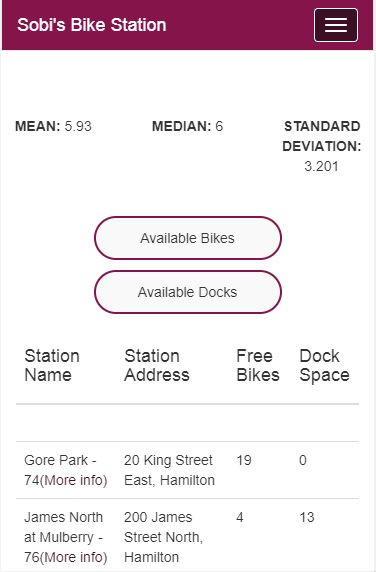 Sobi's Bike Station
MEAN: 5.93
MEDIAN: 6
STANDARD
DEVIATION:
3.201
Available Bikes
Available Docks
Station
Name
Station
Address
Free
Bikes
Dock
Space
Gore Park -
74(More info)
20 King Street
East, Hamilton
19
0
James North
at Mulberry -
76(More info)
200 James
Street North,
Hamilton
4
13